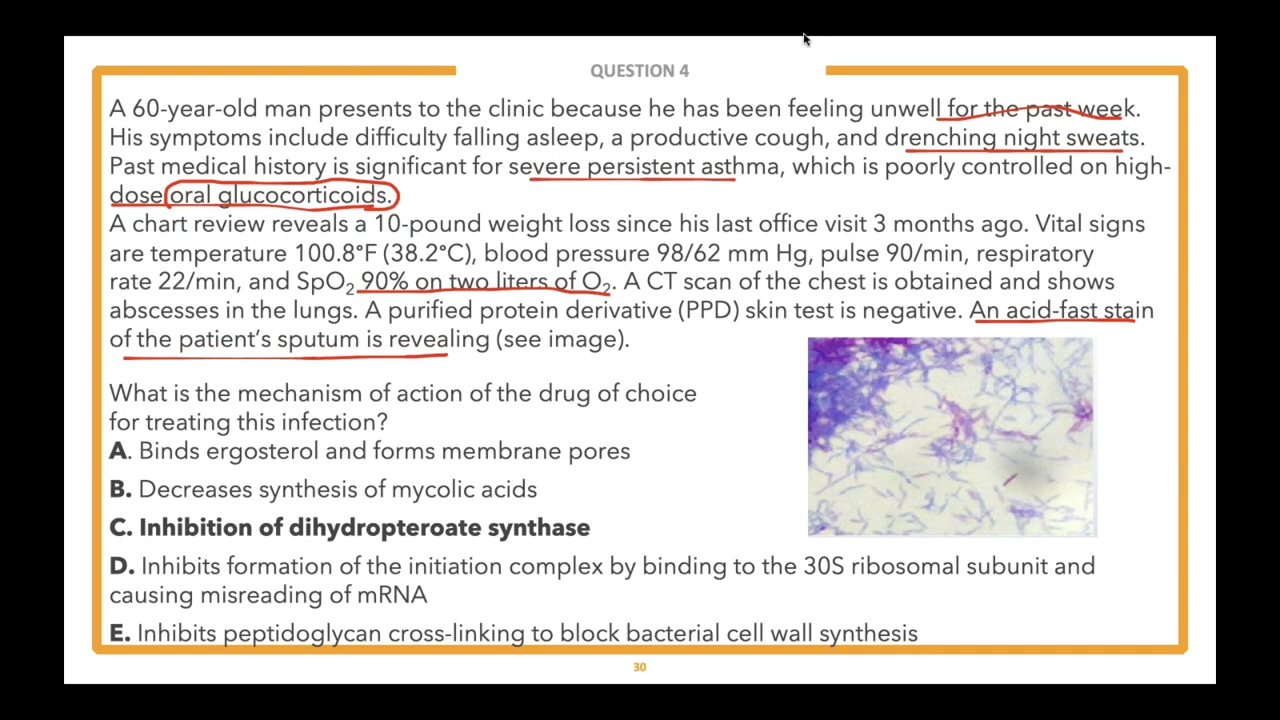 QUESTION 4
A 60-year-old man presents to the clinic because he has been feeling unwell for the past week.
His symptoms include difficulty falling asleep, a productive cough, and drenching night sweats.
Past medical history is significant for severe persistent asthma, which is poorly controlled on high-
dose oral glucocorticoids.
A chart review reveals a 10-pound weight loss since his last office visit 3 months ago. Vital signs
are temperature 100.8°F (38.2°C), blood pressure 98/62 mm Hg, pulse 90/min, respiratory
rate 22/min, and SpO₂ 90% on two liters of O₂. A CT scan of the chest is obtained and shows
abscesses in the lungs. A purified protein derivative (PPD) skin test is negative. An acid-fast stain
of the patient's sputum is revealing (see image).
What is the mechanism of action of the drug of choice
for treating this infection?
A. Binds ergosterol and forms membrane pores
B. Decreases synthesis of mycolic acids
C. Inhibition of dihydropteroate synthase
D. Inhibits formation of the initiation complex by binding to the 30S ribosomal subunit and
causing misreading of mRNA
E. Inhibits peptidoglycan cross-linking to block bacterial cell wall synthesis
30